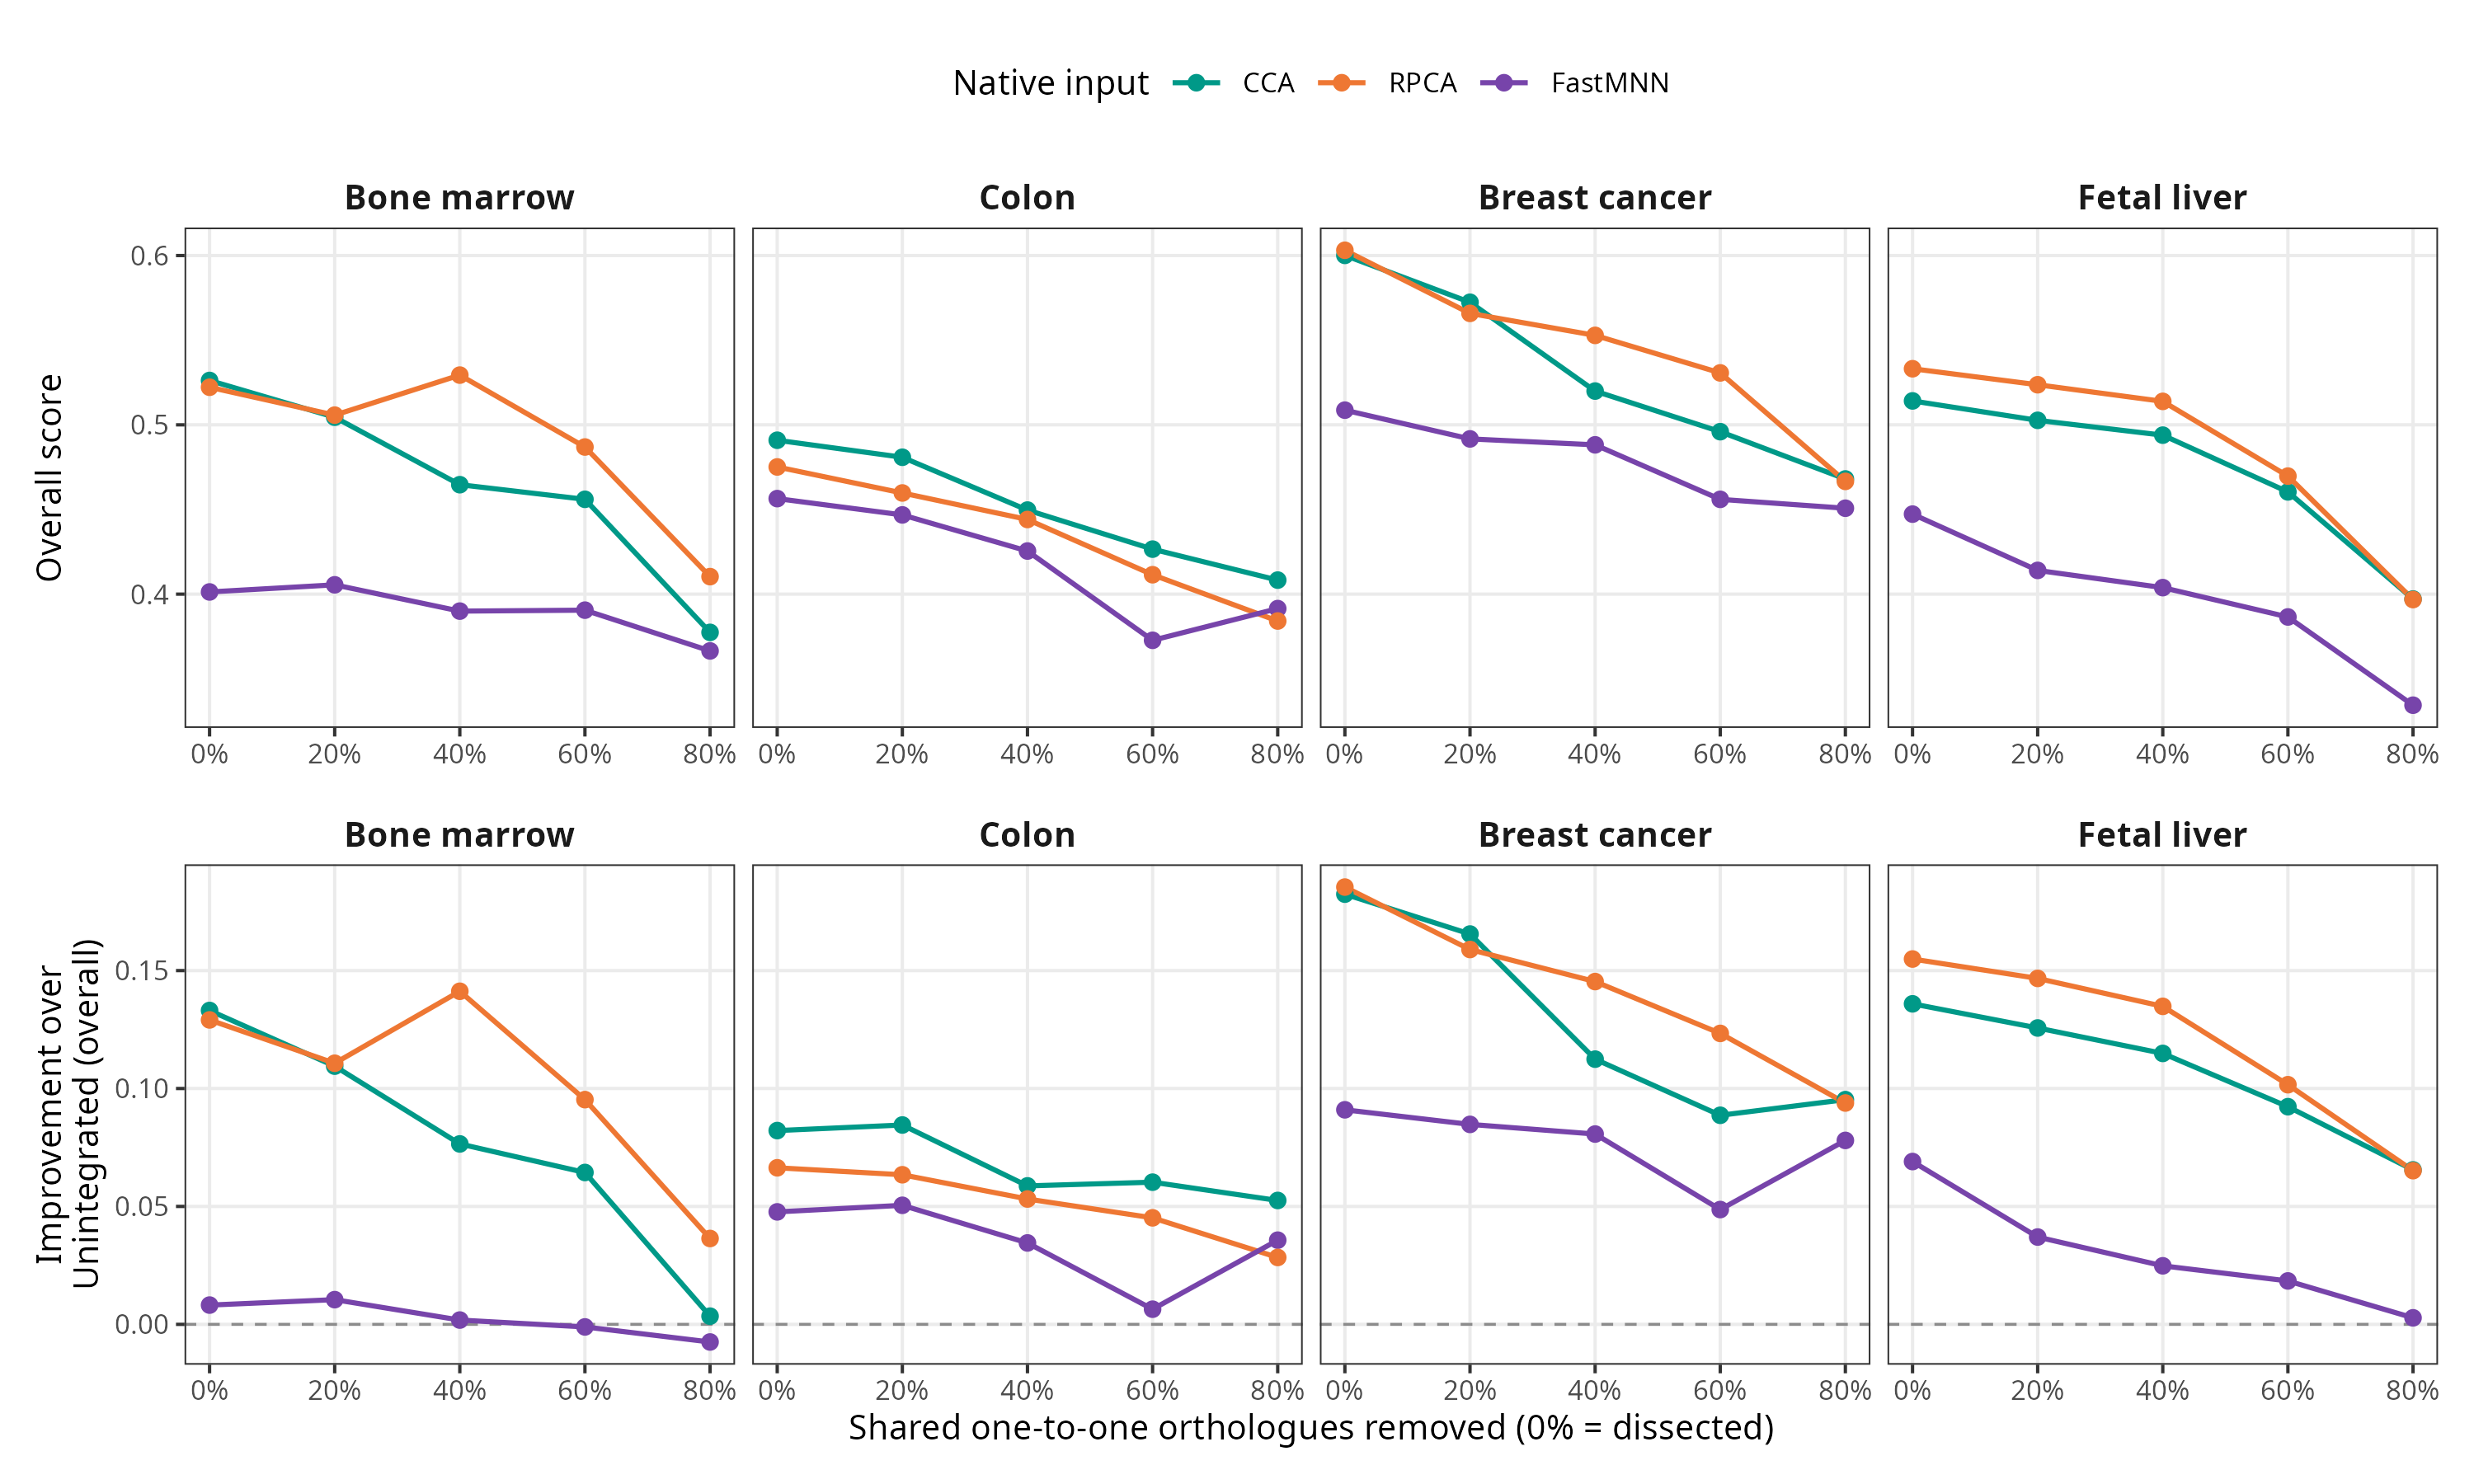 Native input CCA RPCA FastMNN
Bone marrow Colon Breast cancer Fetal liver
Overall score
0.6
0.5
0.4
0% 20% 40% 60% 80% 0% 20% 40% 60% 80% 0% 20% 40% 60% 80% 0% 20% 40% 60% 80%
Bone marrow Colon Breast cancer Fetal liver
Improvement over
Unintegrated (overall)
0.15
0.10
0.05
0.00
0% 20% 40% 60% 80% 0% 20% 40% 60% 80% 0% 20% 40% 60% 80% 0% 20% 40% 60% 80%
Shared one-to-one orthologues removed (0% = dissected)